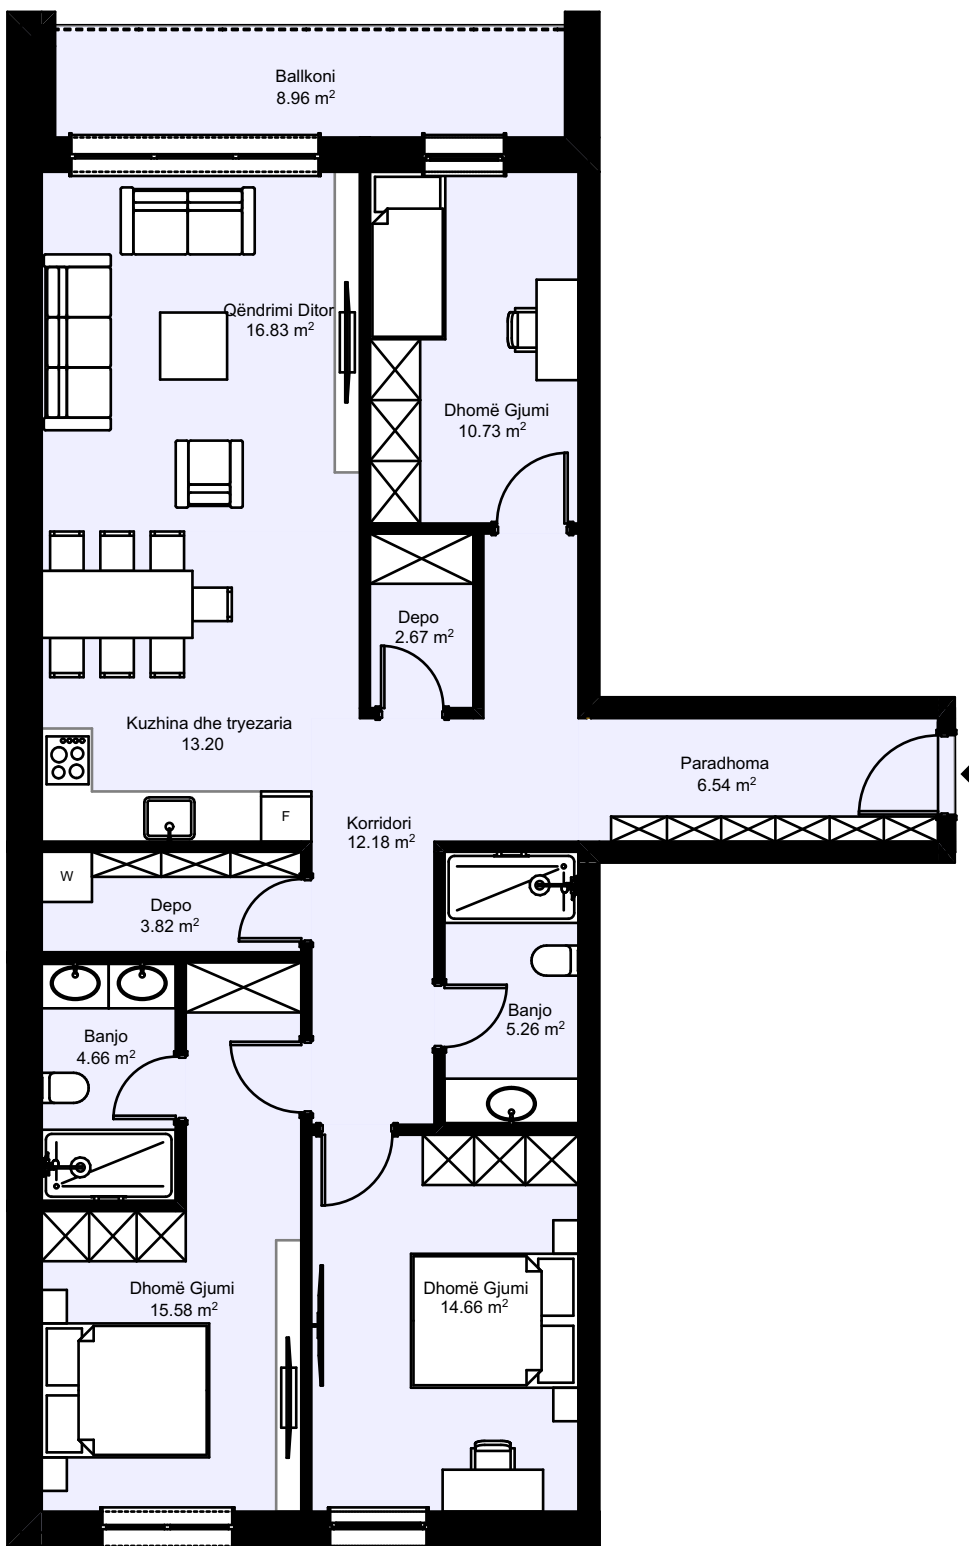 Ballkoni
8.96 m²
Qëndrimi Ditor
16.83 m²
Dhomë Gjumi
10.73 m²
Depo
2.67 m²
Kuzhina dhe tryezaria
13.20
Paradhoma
6.54 m²
F
Korridori
12.18 m²
W
Depo
3.82 m²
Banjo
5.26 m²
Banjo
4.66 m²
Dhomë Gjumi
15.58 m²
Dhomë Gjumi
14.66 m²